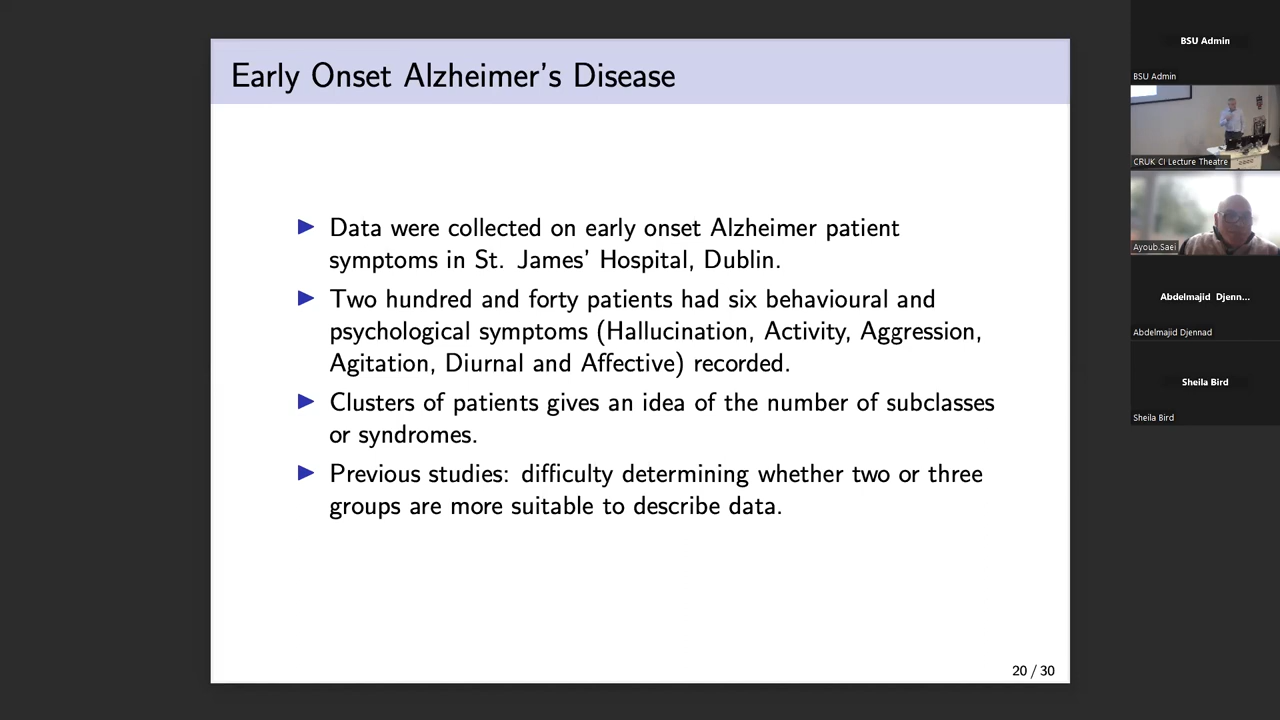 Early Onset Alzheimer's Disease
▶ Data were collected on early onset Alzheimer patient
symptoms in St. James' Hospital, Dublin.
▶ Two hundred and forty patients had six behavioural and
psychological symptoms (Hallucination, Activity, Aggression,
Agitation, Diurnal and Affective) recorded.
▶ Clusters of patients gives an idea of the number of subclasses
or syndromes.
▶ Previous studies: difficulty determining whether two or three
groups are more suitable to describe data.
20 / 30
BSU Admin
BSU Admin
CRUK CI Lecture Theatre
Ayoub.Saei
Abdelmajid Djenn...
Abdelmajid Djennad
Sheila Bird
Sheila Bird